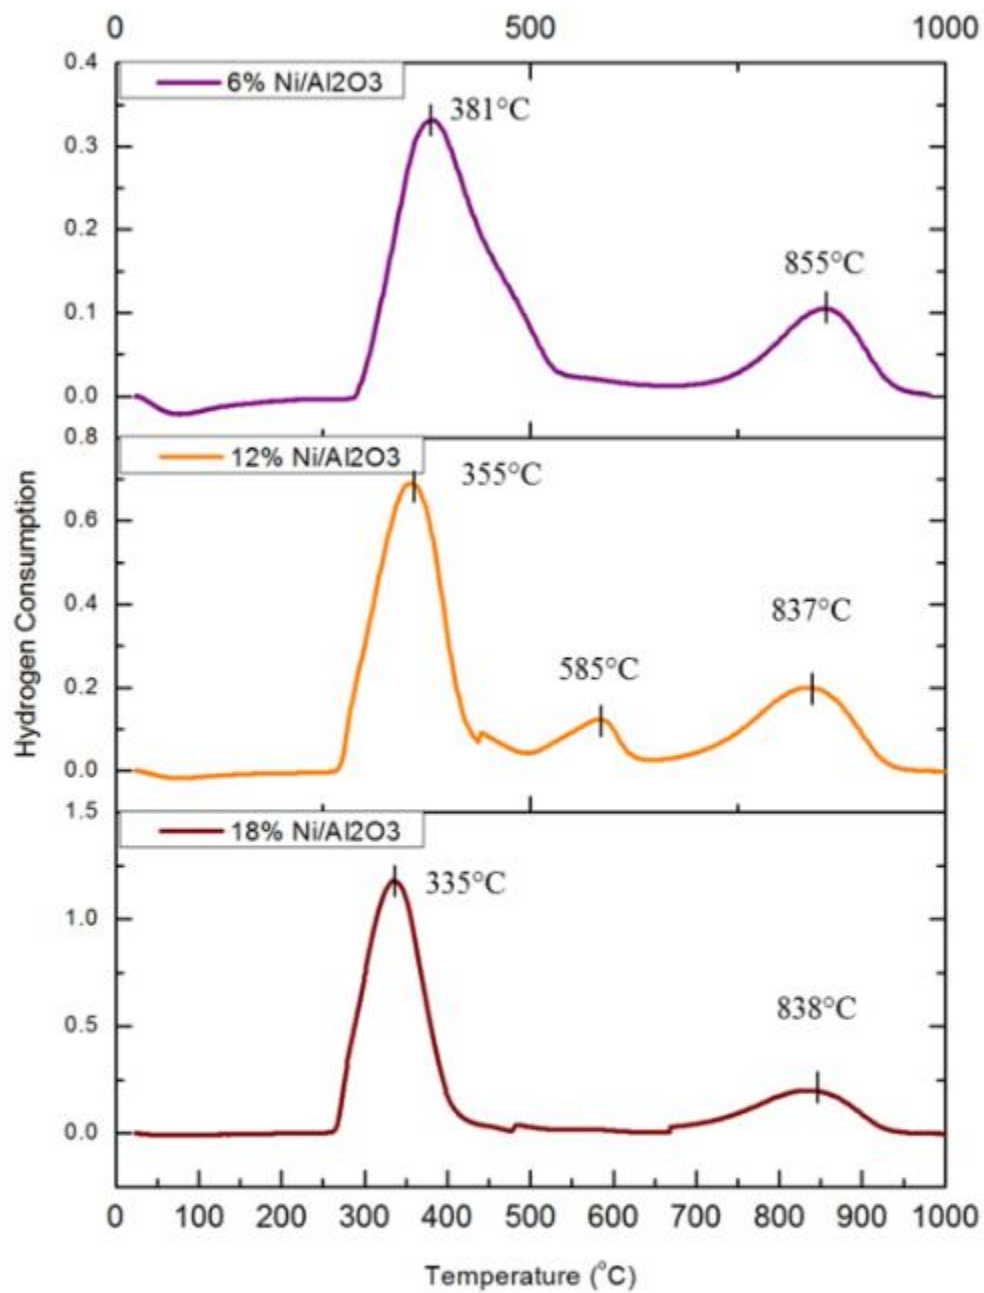 0 500 1000
0.4
6% Ni/Al2O3
381°C
0.3
0.2
855°C
0.1
0.0
0.8
12% Ni/Al2O3
355°C
0.6
0.4
837°C
585°C
0.2
0.0
1.5
18% Ni/Al2O3
335°C
1.0
838°C
0.5
0.0
Hydrogen Consumption
0 100 200 300 400 500 600 700 800 900 1000
Temperature (°C)